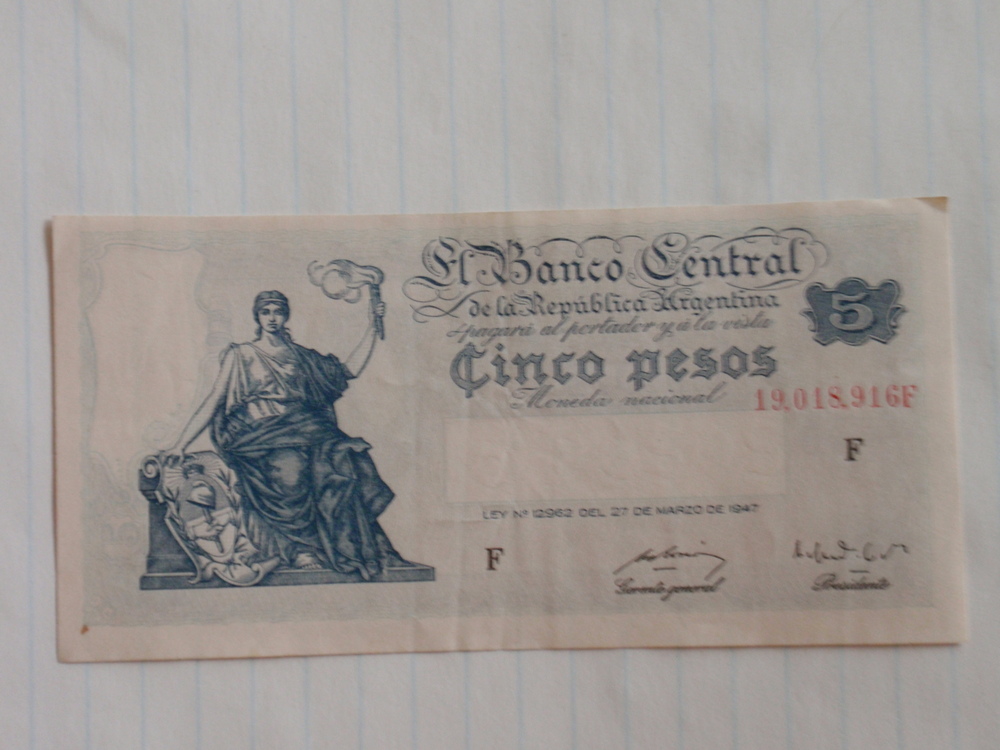 El Banco Central
de la República Argentina
pagará al portador y á la vista
5
Cinco pesos
Moneda nacional
19,018,916F
F
LEY Nº 12962 DEL 27 DE MARZO DE 1947
F
Gerente general
Presidente